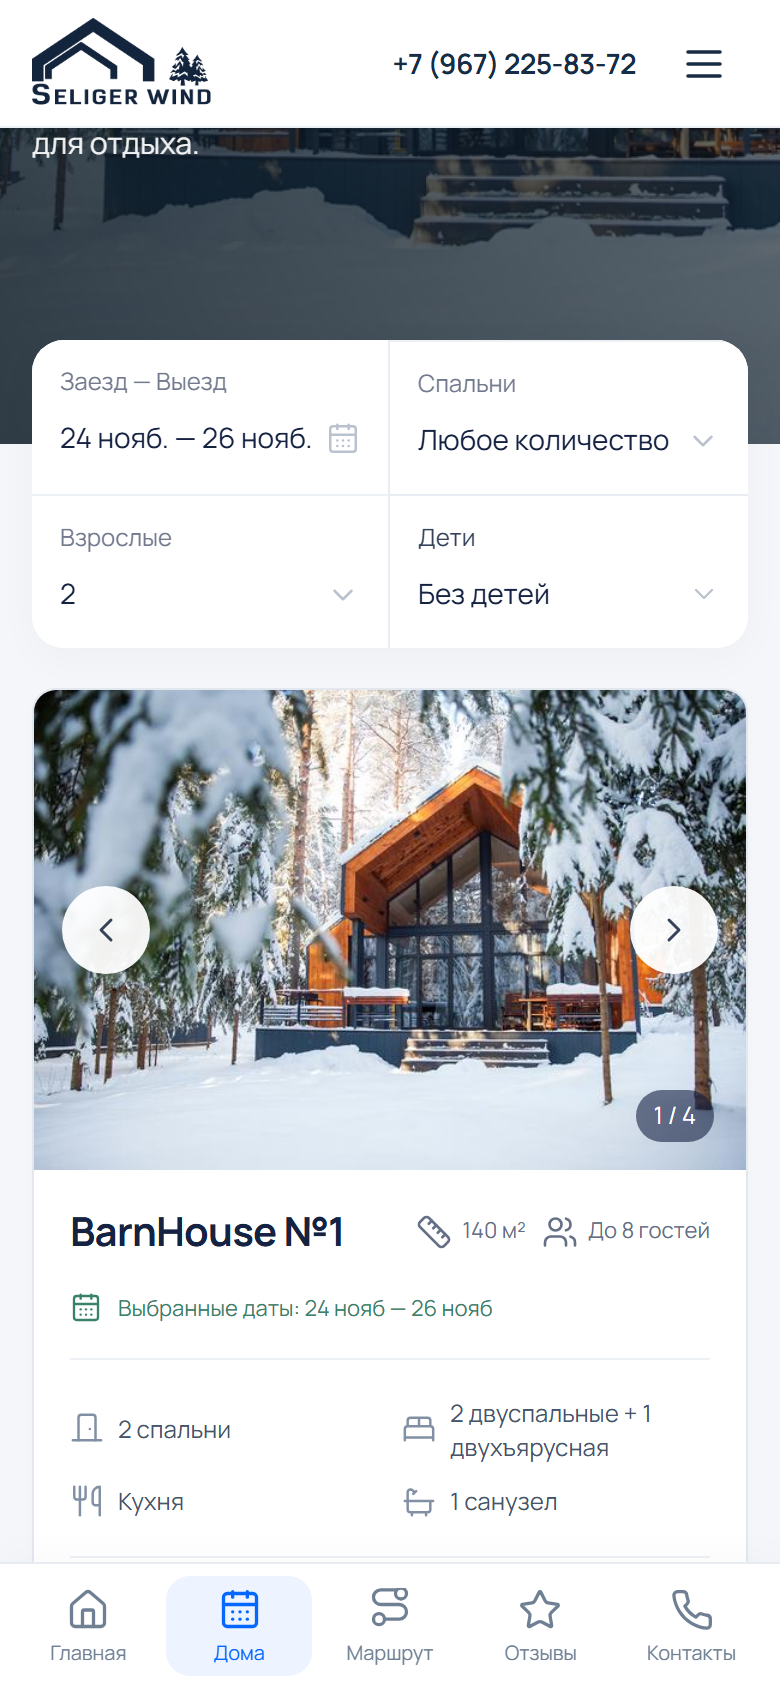 SELIGER WIND
+7 (967) 225-83-72
для отдыха.
Заезд — Выезд
24 нояб. — 26 нояб.
Спальни
Любое количество
Взрослые
2
Дети
Без детей
1 / 4
BarnHouse №1
140 м²
До 8 гостей
Выбранные даты: 24 нояб — 26 нояб
2 спальни
2 двуспальные + 1
двухъярусная
Кухня
1 санузел
Главная
Дома
Маршрут
Отзывы
Контакты